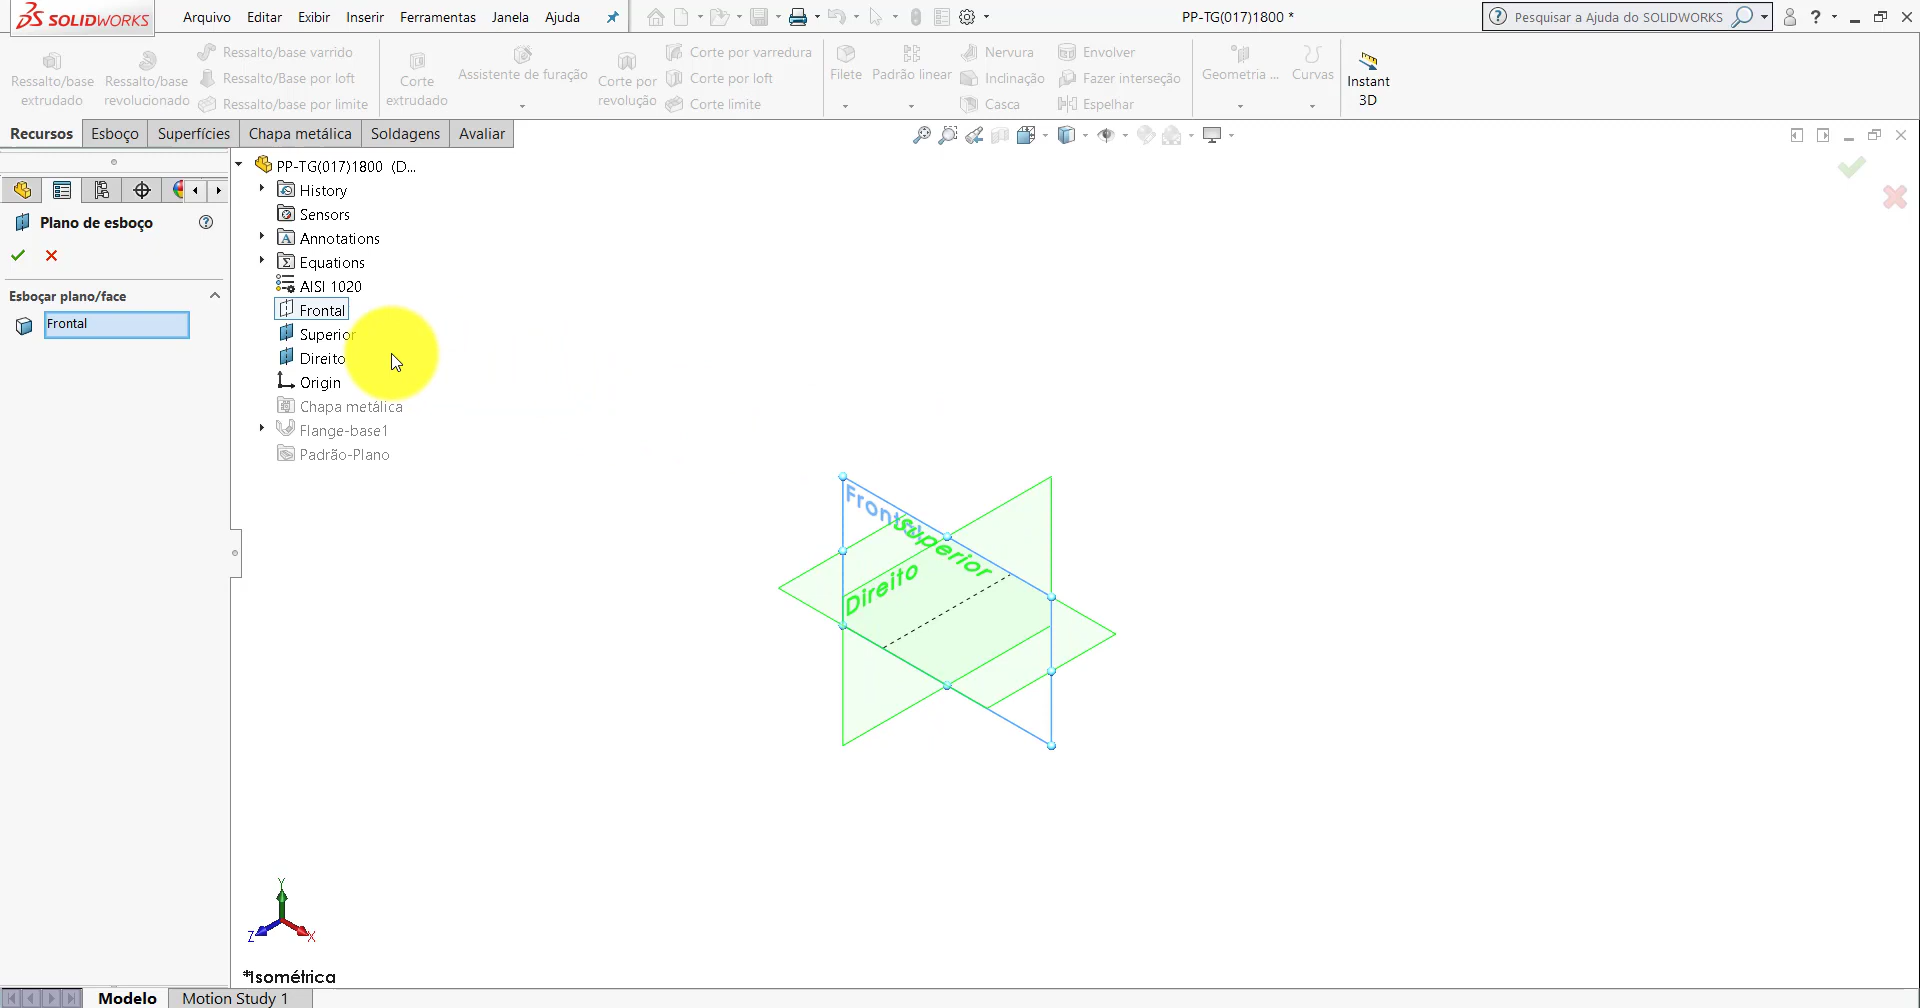 SOLIDWORKS Arquivo Editar Exibir Inserir Ferramentas Janela Ajuda PP-TG(017)1800 * Pesquisar a Ajuda do SOLIDWORKS
Ressalto/base extrudado
Ressalto/base revolucionado
Ressalto/base varrido
Ressalto/Base por loft
Ressalto/base por limite
Corte extrudado
Assistente de furação
Corte por revolução
Corte por varredura
Corte por loft
Corte limite
Filete
Padrão linear
Nervura
Inclinação
Casca
Envolver
Fazer interseção
Espelhar
Geometria ...
Curvas
Instant 3D
Recursos Esboço Superfícies Chapa metálica Soldagens Avaliar
Plano de esboço
Esboçar plano/face
Frontal
PP-TG(017)1800 (D...
History
Sensors
Annotations
Equations
AISI 1020
Frontal
Superior
Direito
Origin
Chapa metálica
Flange-base1
Padrão-Plano
Frontal
Superior
Direito
Y
Z
X
*Isométrica
Modelo Motion Study 1